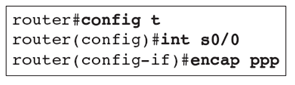 router#config t
router(config)#int s0/0
router(config-if)#encap ppp